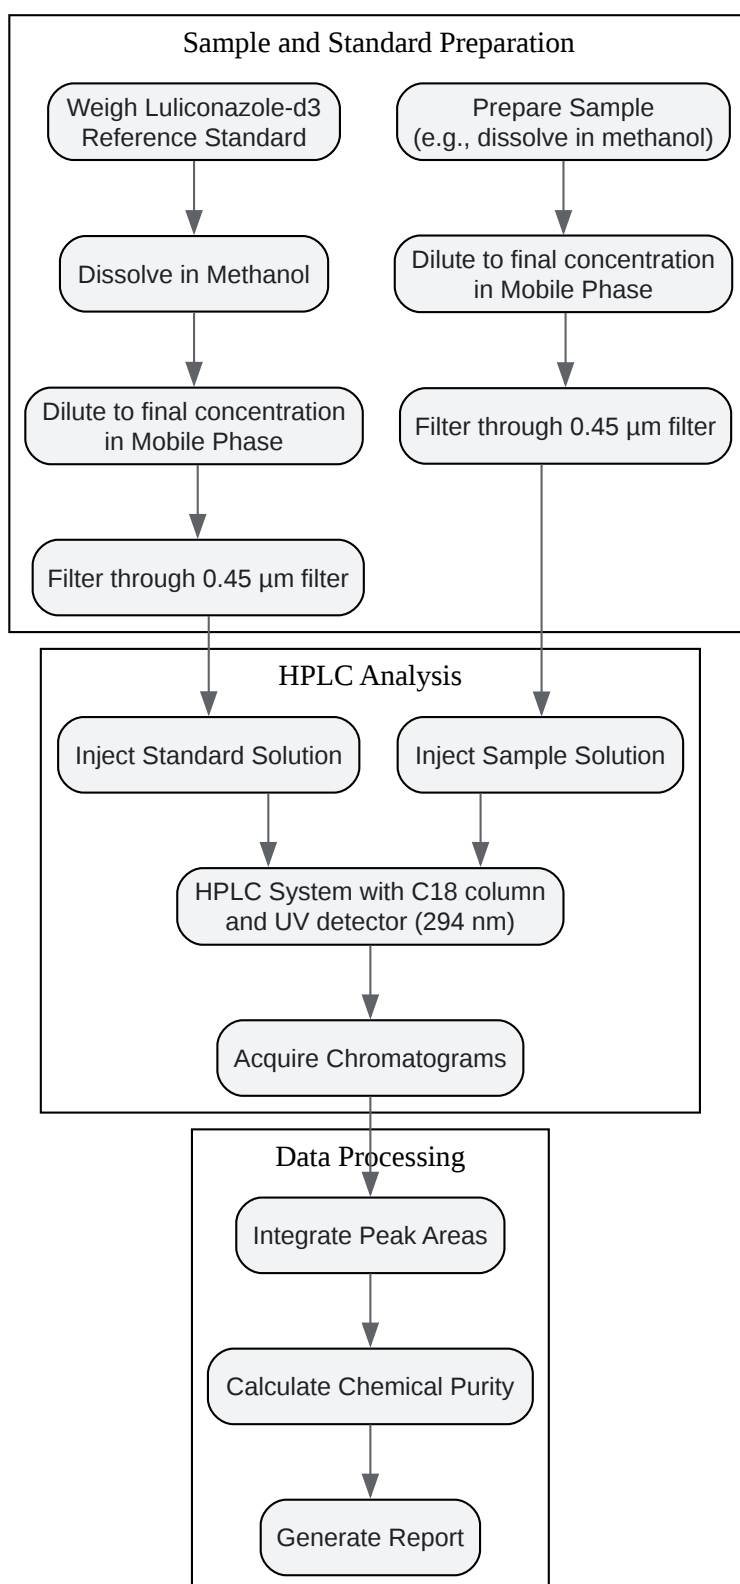 Sample and Standard Preparation
Weigh Luliconazole-d3
Reference Standard
Dissolve in Methanol
Dilute to final concentration
in Mobile Phase
Filter through 0.45 µm filter
Prepare Sample
(e.g., dissolve in methanol)
Dilute to final concentration
in Mobile Phase
Filter through 0.45 µm filter
HPLC Analysis
Inject Standard Solution
Inject Sample Solution
HPLC System with C18 column
and UV detector (294 nm)
Acquire Chromatograms
Data Processing
Integrate Peak Areas
Calculate Chemical Purity
Generate Report